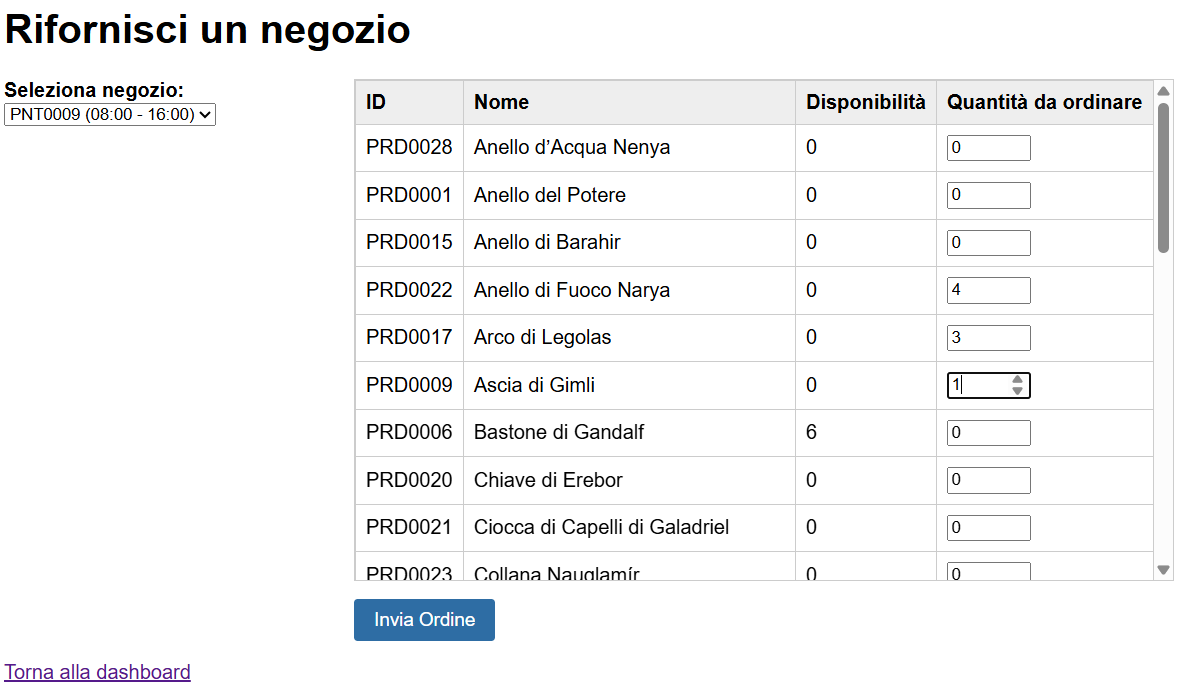 Rifornisci un negozio
Seleziona negozio:
PNT0009 (08:00 - 16:00)
ID Nome Disponibilità Quantità da ordinare
PRD0028 Anello d’Acqua Nenya 0 0
PRD0001 Anello del Potere 0 0
PRD0015 Anello di Barahir 0 0
PRD0022 Anello di Fuoco Narya 0 4
PRD0017 Arco di Legolas 0 3
PRD0009 Ascia di Gimli 0 1
PRD0006 Bastone di Gandalf 6 0
PRD0020 Chiave di Erebor 0 0
PRD0021 Ciocca di Capelli di Galadriel 0 0
PRD0023 Collana Nauglamír 0 0
Invia Ordine
Torna alla dashboard